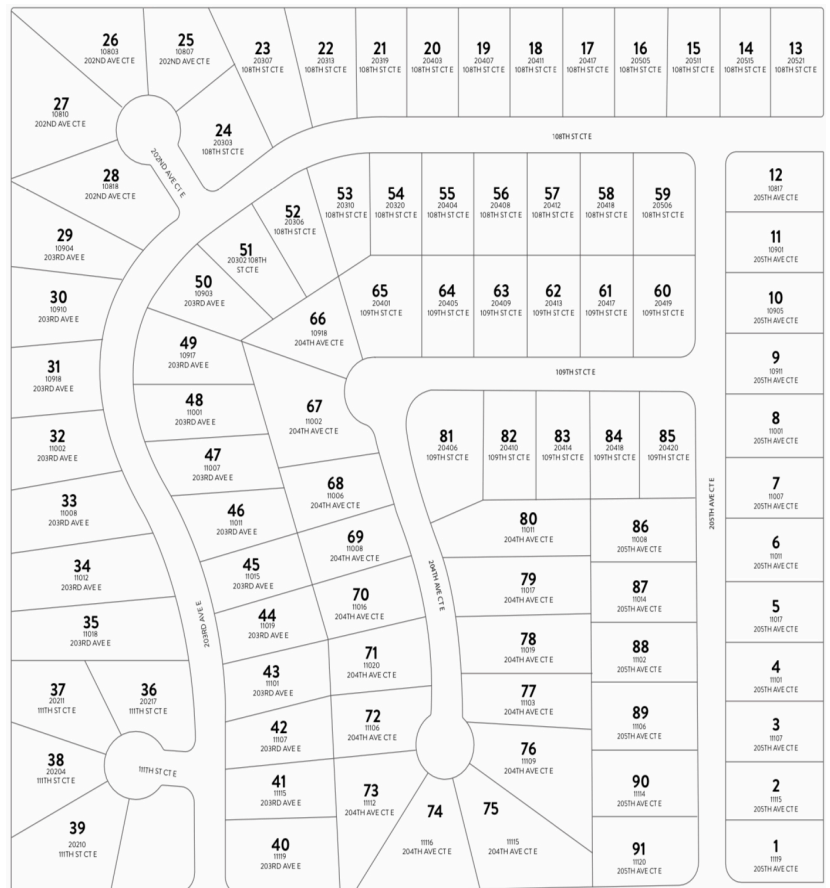 26
10803
202ND AVE CT E
25
10807
202ND AVE CT E
23
20307
108TH ST CT E
22
20313
108TH ST CT E
21
20319
108TH ST CT E
20
20403
108TH ST CT E
19
20407
108TH ST CT E
18
20411
108TH ST CT E
17
20417
108TH ST CT E
16
20505
108TH ST CT E
15
20511
108TH ST CT E
14
20515
108TH ST CT E
13
20521
108TH ST CT E
27
10810
202ND AVE CT E
24
20303
108TH ST CT E
108TH ST CT E
202ND AVE CT E
28
10818
202ND AVE CT E
12
10817
205TH AVE CT E
53
20310
108TH ST CT E
54
20320
108TH ST CT E
55
20404
108TH ST CT E
56
20408
108TH ST CT E
57
20412
108TH ST CT E
58
20418
108TH ST CT E
59
20506
108TH ST CT E
52
20306
108TH ST CT E
29
10904
203RD AVE E
51
20302 108TH
ST CT E
11
10901
205TH AVE CT E
50
10903
203RD AVE E
30
10910
203RD AVE E
65
20401
109TH ST CT E
64
20405
109TH ST CT E
63
20409
109TH ST CT E
62
20413
109TH ST CT E
61
20417
109TH ST CT E
60
20419
109TH ST CT E
10
10905
205TH AVE CT E
66
10918
204TH AVE CT E
49
10917
203RD AVE E
31
10918
203RD AVE E
109TH ST CT E
9
10911
205TH AVE CT E
48
11001
203RD AVE E
67
11002
204TH AVE CT E
8
11001
205TH AVE CT E
32
11002
203RD AVE E
81
20406
109TH ST CT E
82
20410
109TH ST CT E
83
20414
109TH ST CT E
84
20418
109TH ST CT E
85
20420
109TH ST CT E
47
11007
203RD AVE E
68
11006
204TH AVE CT E
7
11007
205TH AVE CT E
205TH AVE CT E
33
11008
203RD AVE E
46
11011
203RD AVE E
80
11011
204TH AVE CT E
86
11008
205TH AVE CT E
69
11008
204TH AVE CT E
6
11011
205TH AVE CT E
34
11012
203RD AVE E
45
11015
203RD AVE E
204TH AVE CT E
79
11017
204TH AVE CT E
87
11014
205TH AVE CT E
70
11016
204TH AVE CT E
5
11017
205TH AVE CT E
35
11018
203RD AVE E
203RD AVE E
44
11019
203RD AVE E
78
11019
204TH AVE CT E
88
11102
205TH AVE CT E
71
11020
204TH AVE CT E
4
11101
205TH AVE CT E
37
20211
111TH ST CT E
36
20217
111TH ST CT E
43
11101
203RD AVE E
77
11103
204TH AVE CT E
89
11106
205TH AVE CT E
72
11106
204TH AVE CT E
3
11107
205TH AVE CT E
42
11107
203RD AVE E
76
11109
204TH AVE CT E
38
20204
111TH ST CT E
111TH ST CT E
41
11115
203RD AVE E
73
11112
204TH AVE CT E
90
11114
205TH AVE CT E
2
11115
205TH AVE CT E
74
11116
204TH AVE CT E
75
11115
204TH AVE CT E
39
20210
111TH ST CT E
40
11119
203RD AVE E
91
11120
205TH AVE CT E
1
11119
205TH AVE CT E